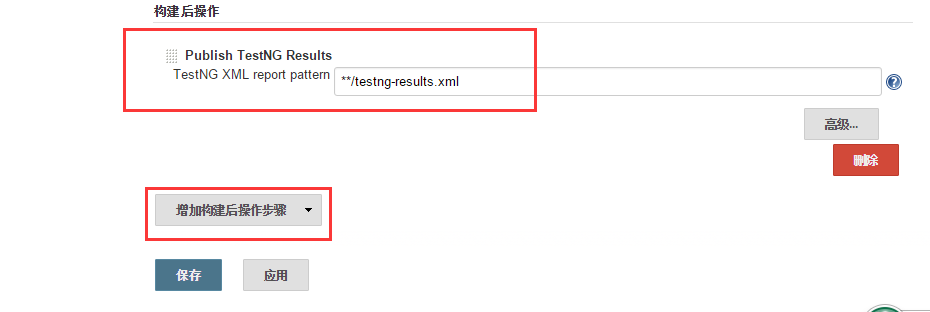 构建后操作
Publish TestNG Results
TestNG XML report pattern
**/testng-results.xml
?
高级...
删除
增加构建后操作步骤
保存
应用